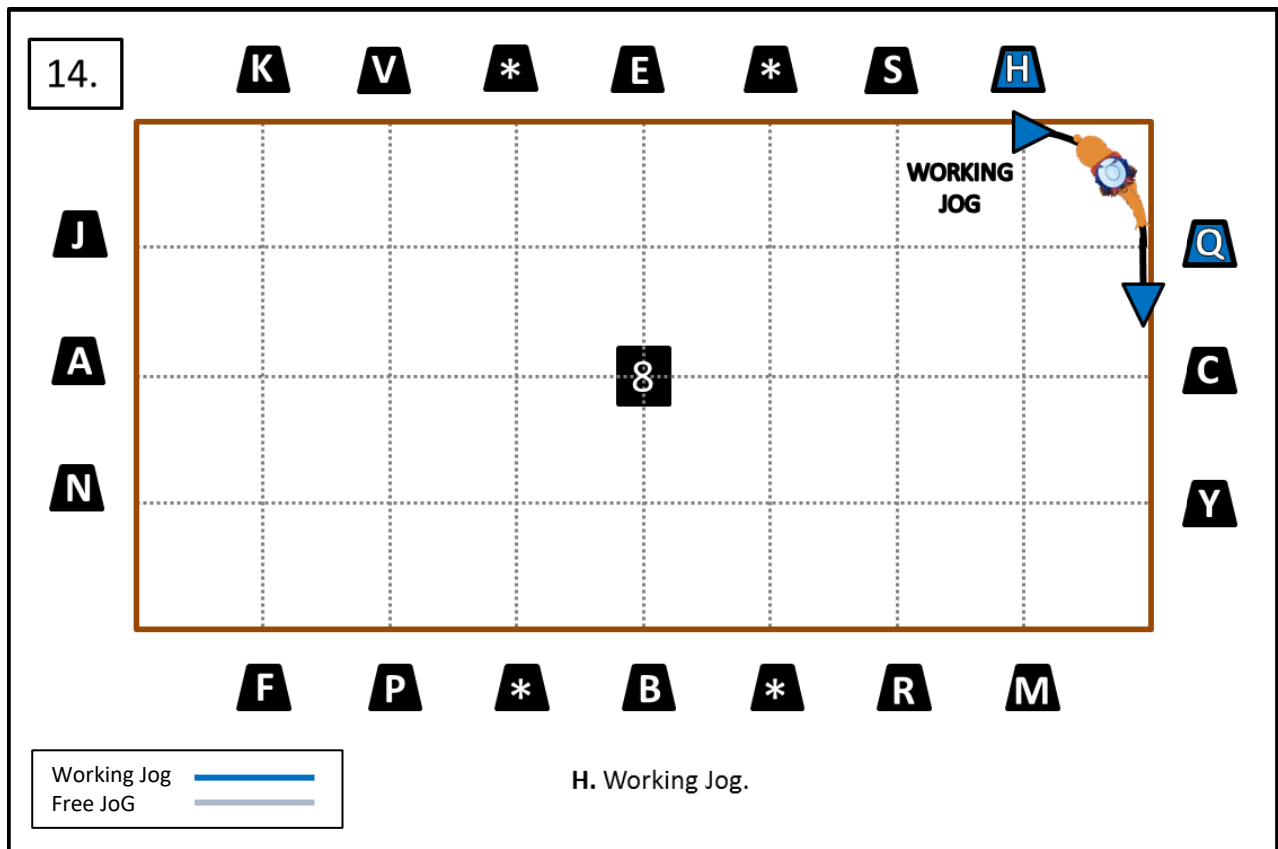 14.
K V * E * S H
WORKING
JOG
J Q
8
A C
N Y
F P * B * R M
Working Jog
Free JoG
H. Working Jog.